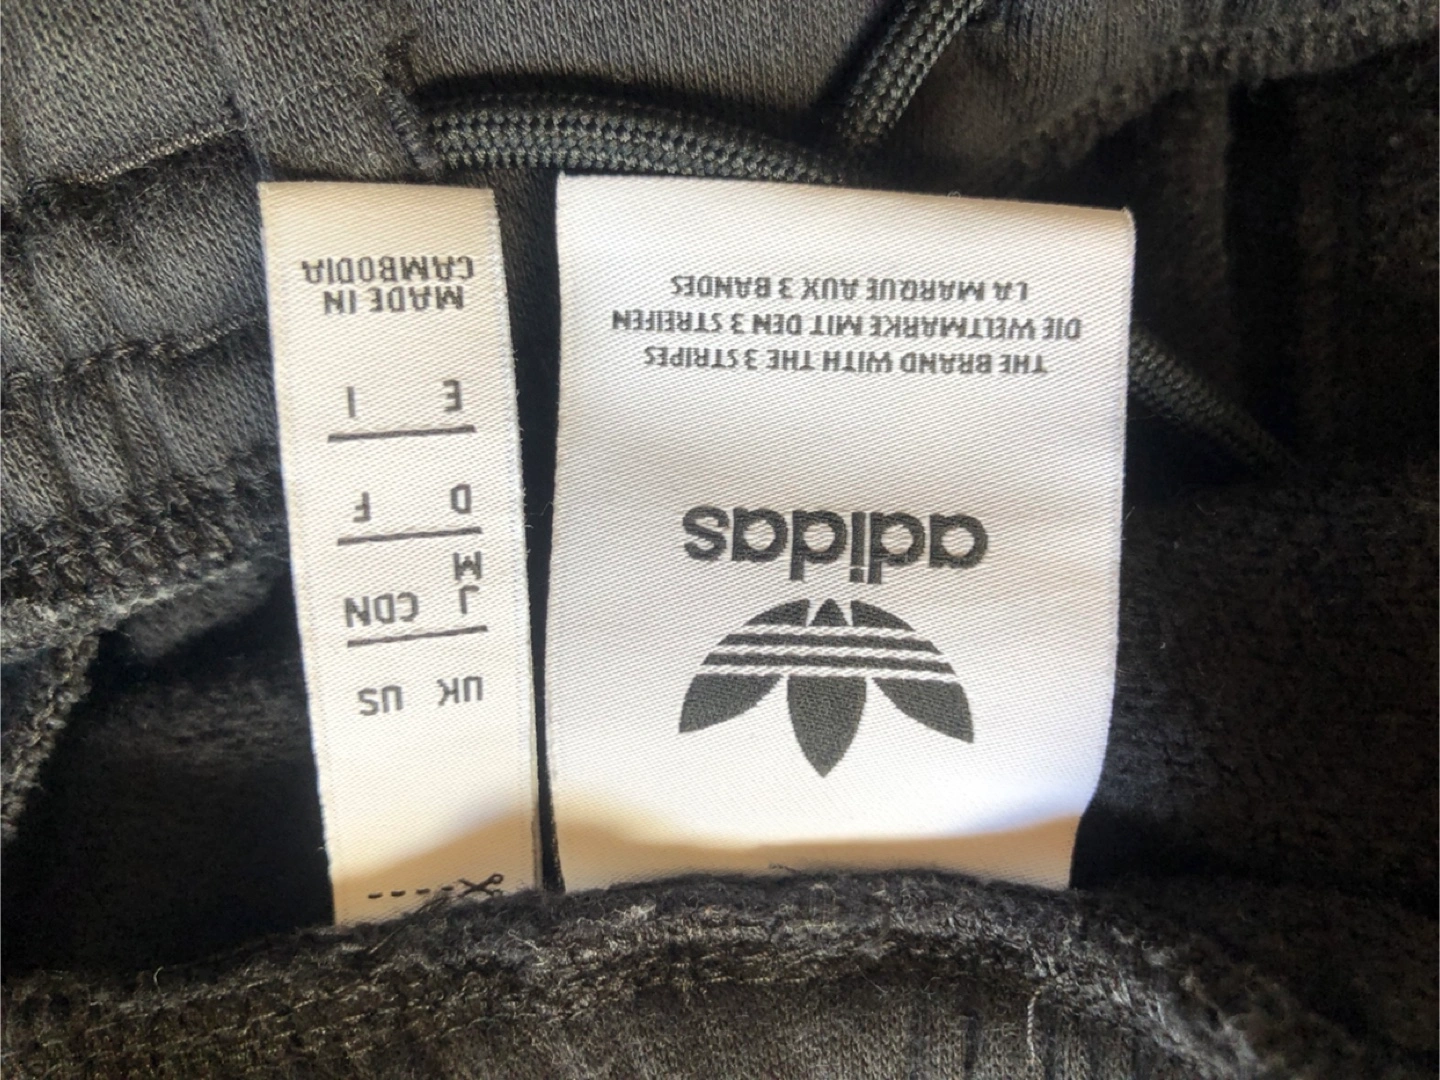 adidas
THE BRAND WITH THE 3 STRIPES
DIE WELTMARKE MIT DEN 3 STREIFEN
LA MARQUE AUX 3 BANDES
UK US
J CDN
M
D F
E I
MADE IN
CAMBODIA